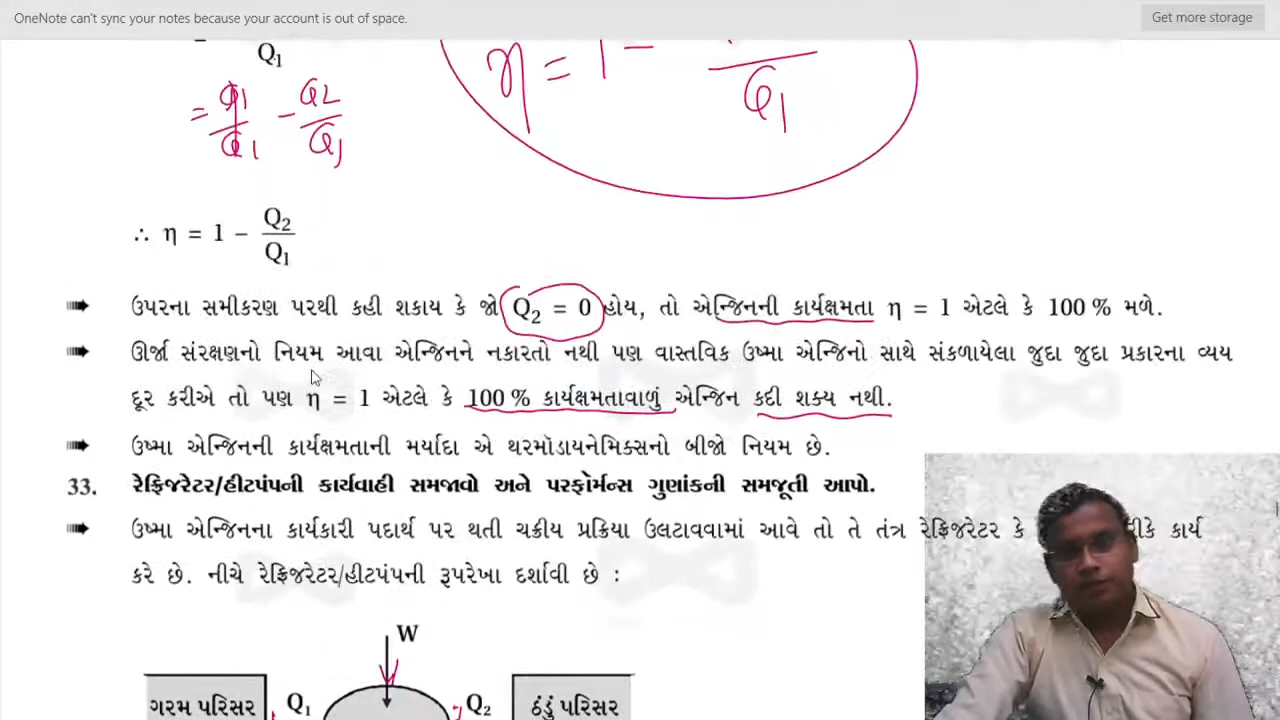 OneNote can't sync your notes because your account is out of space.
Get more storage
Q₁
η = 1 –
Q₁
= Q₁/Q₁ – Q2/Q₁
∴ η = 1 – Q₂/Q₁
ઉપરના સમીકરણ પરથી કહી શકાય કે જો Q₂ = 0 હોય, તો એન્જિનની કાર્યક્ષમતા η = 1 એટલે કે 100 % મળે.
ઊર્જા સંરક્ષણનો નિયમ આવા એન્જિનને નકારતો નથી પણ વાસ્તવિક ઉષ્મા એન્જિનો સાથે સંકળાયેલા જુદા જુદા પ્રકારના વ્યય
દૂર કરીએ તો પણ η = 1 એટલે કે 100 % કાર્યક્ષમતાવાળું એન્જિન કદી શક્ય નથી.
ઉષ્મા એન્જિનની કાર્યક્ષમતાની મર્યાદા એ થરમૉડાયનેમિક્સનો બીજો નિયમ છે.
33. રેફ્રિજરેટર/હીટપંપની કાર્યવાહી સમજાવો અને પરફોર્મન્સ ગુણાંકની સમજૂતી આપો.
ઉષ્મા એન્જિનના કાર્યકારી પદાર્થ પર થતી ચક્રીય પ્રક્રિયા ઉલટાવવામાં આવે તો તે તંત્ર રેફ્રિજરેટર કે કાર્ય
કરે છે. નીચે રેફ્રિજરેટર/હીટપંપની રૂપરેખા દર્શાવી છે :
W
ગરમ પરિસર Q₁ Q₂ ઠંડું પરિસર